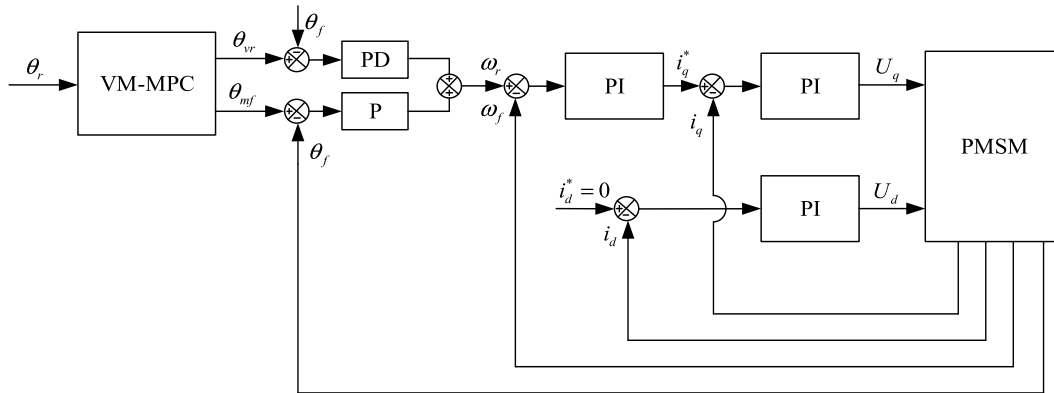 θ_r
VM-MPC
θ_vr
θ_mf
θ_f
θ_f
PD
P
ω_r
ω_f
PI
i_q^*
i_q
PI
U_q
PMSM
i_d^* = 0
i_d
PI
U_d